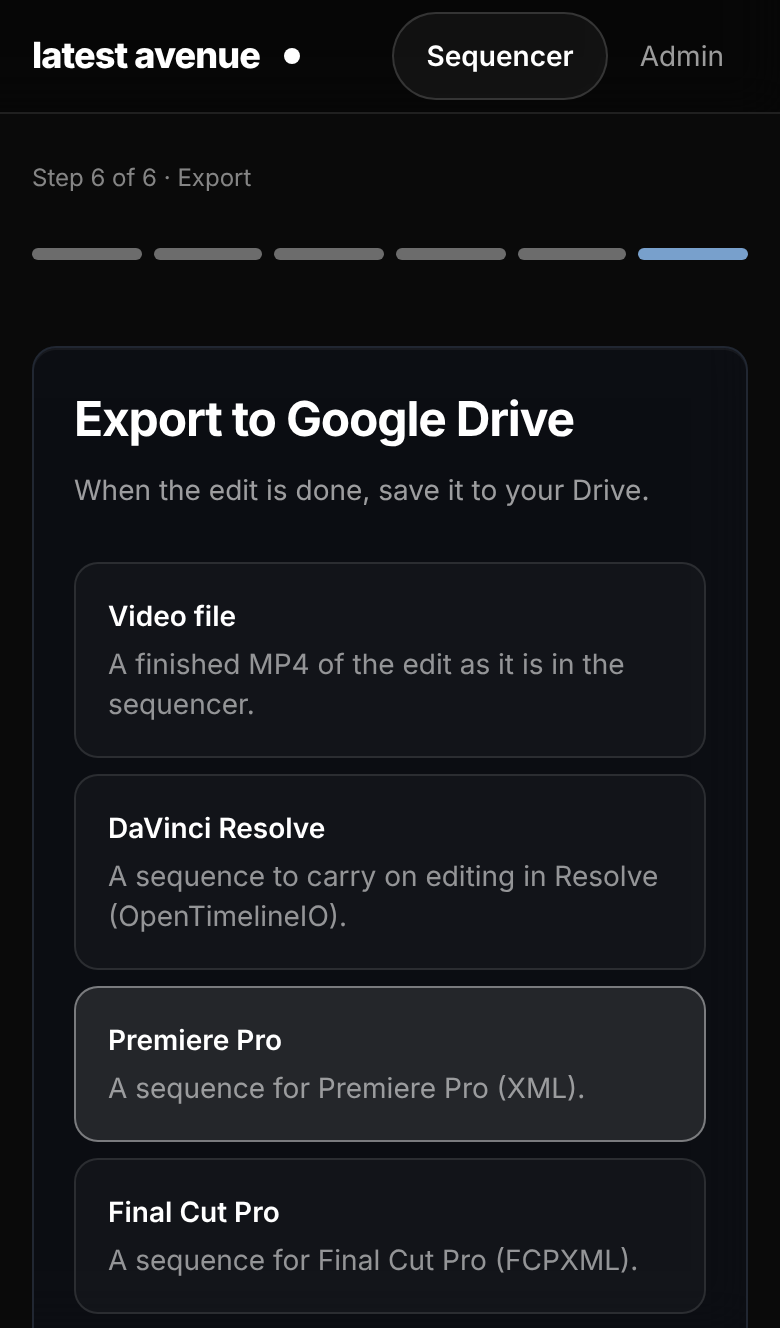 latest avenue
Sequencer
Admin
Step 6 of 6 · Export
Export to Google Drive
When the edit is done, save it to your Drive.
Video file
A finished MP4 of the edit as it is in the
sequencer.
DaVinci Resolve
A sequence to carry on editing in Resolve
(OpenTimelineIO).
Premiere Pro
A sequence for Premiere Pro (XML).
Final Cut Pro
A sequence for Final Cut Pro (FCPXML).